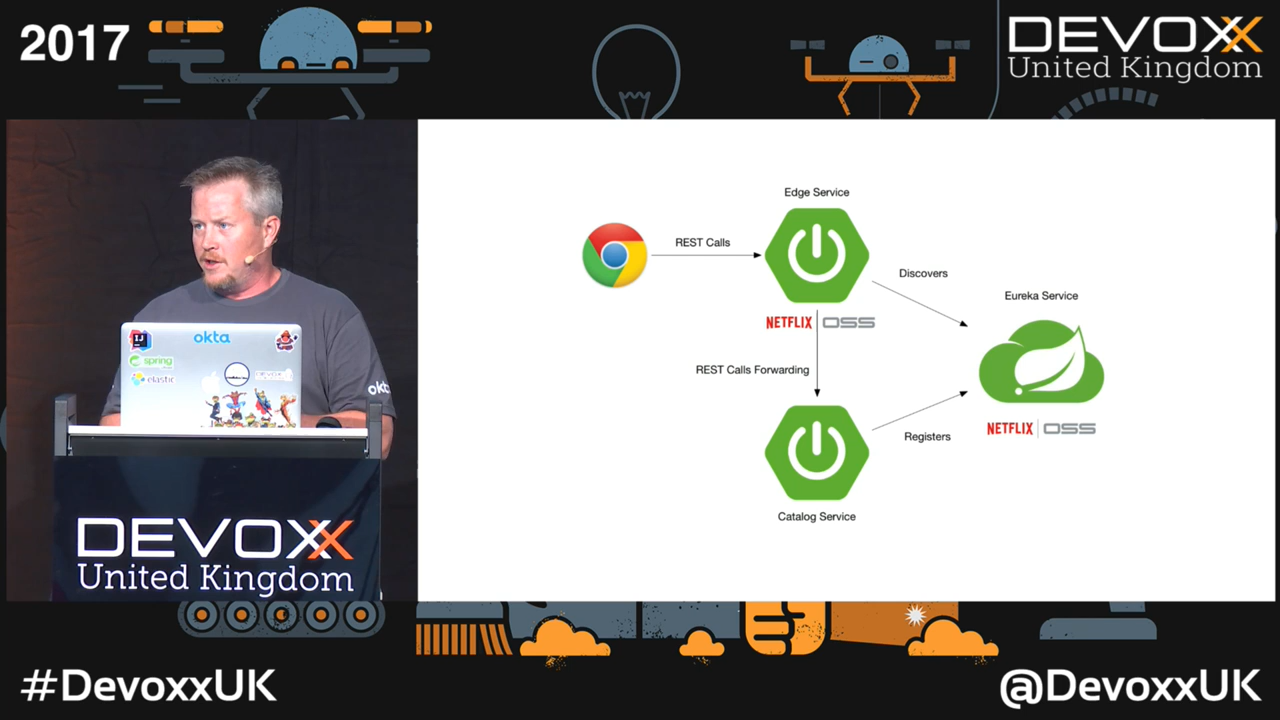 2017
DEVOXX
United Kingdom
Edge Service
REST Calls
Discovers
Eureka Service
NETFLIX OSS
REST Calls Forwarding
NETFLIX OSS
Registers
Catalog Service
okta
spring
elastic
DEVOXX
okta
DEVOXX
United Kingdom
#DevoxxUK
@DevoxxUK